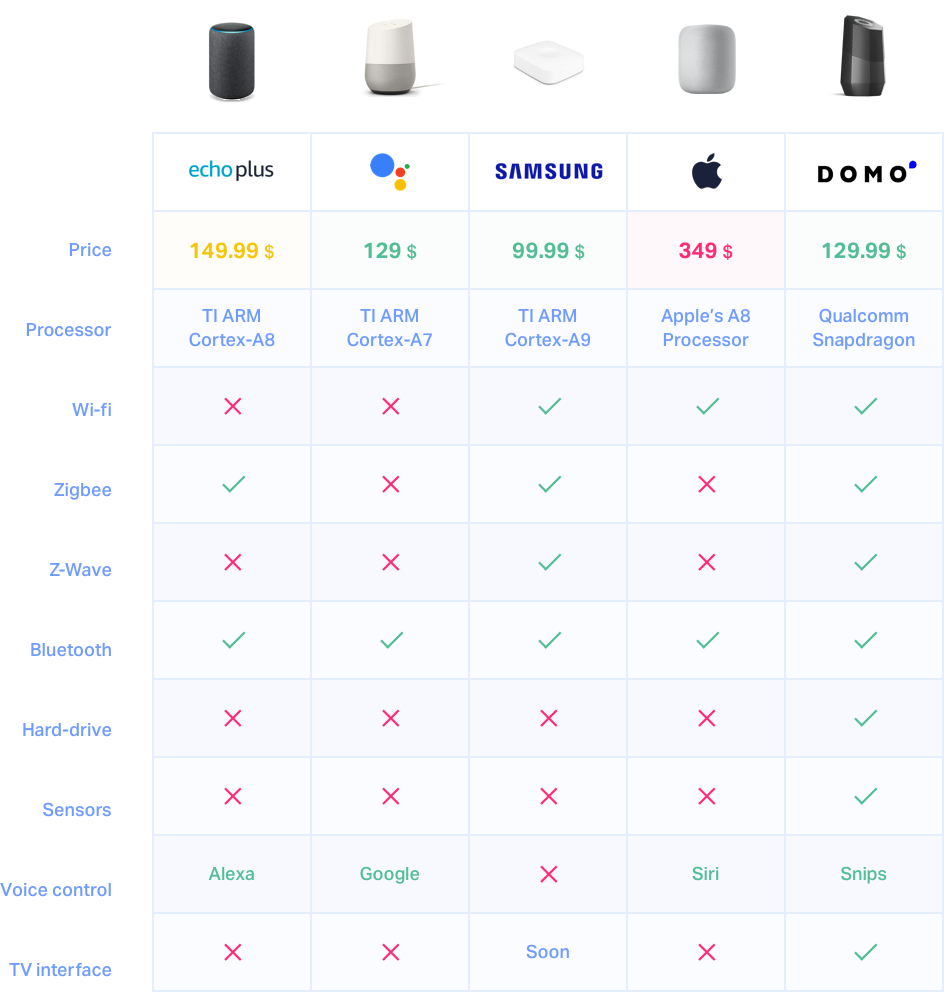 echo plus SAMSUNG DOMO
Price 149.99 $ 129 $ 99.99 $ 349 $ 129.99 $
Processor TI ARM TI ARM TI ARM Apple’s A8 Qualcomm
Cortex-A8 Cortex-A7 Cortex-A9 Processor Snapdragon
Wi-fi
Zigbee
Z-Wave
Bluetooth
Hard-drive
Sensors
Voice control Alexa Google Siri Snips
TV interface Soon